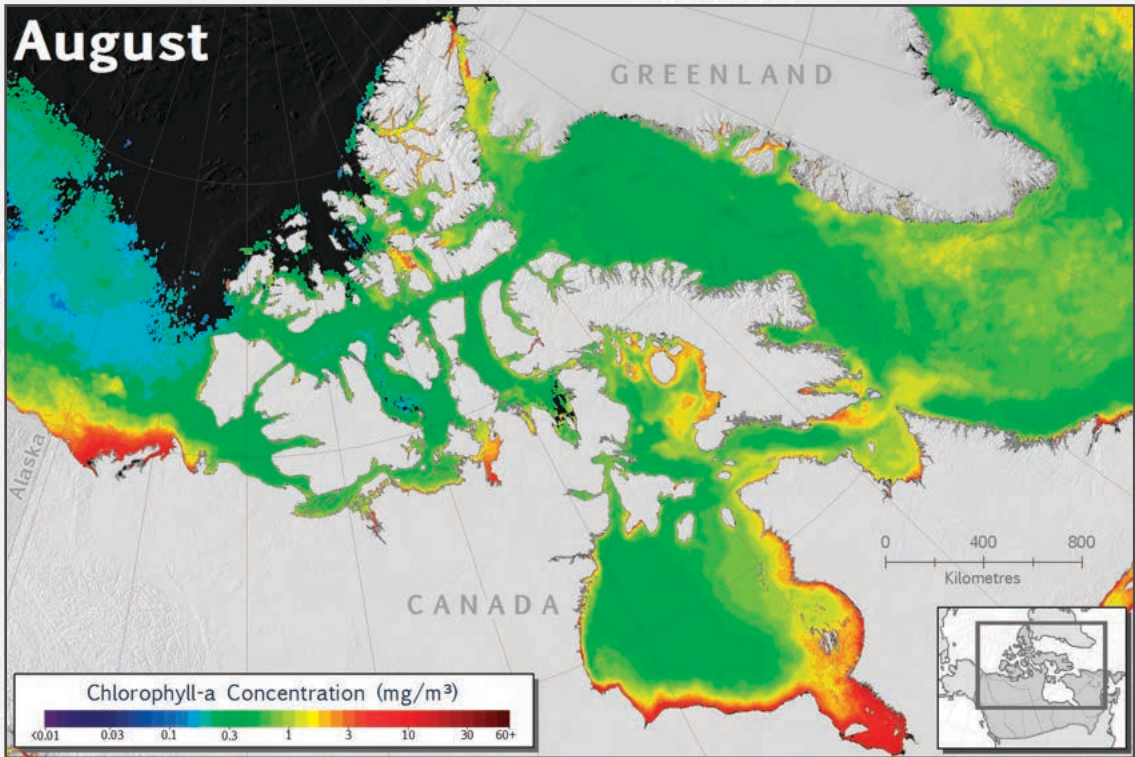 August
GREENLAND
Alaska
0 400 800
Kilometres
CANADA
Chlorophyll-a Concentration (mg/m³)
<0.01 0.03 0.1 0.3 1 3 10 30 60+